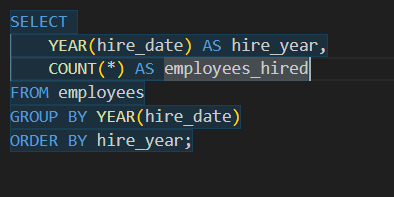 SELECT
    YEAR(hire_date) AS hire_year,
    COUNT(*) AS employees_hired
FROM employees
GROUP BY YEAR(hire_date)
ORDER BY hire_year;